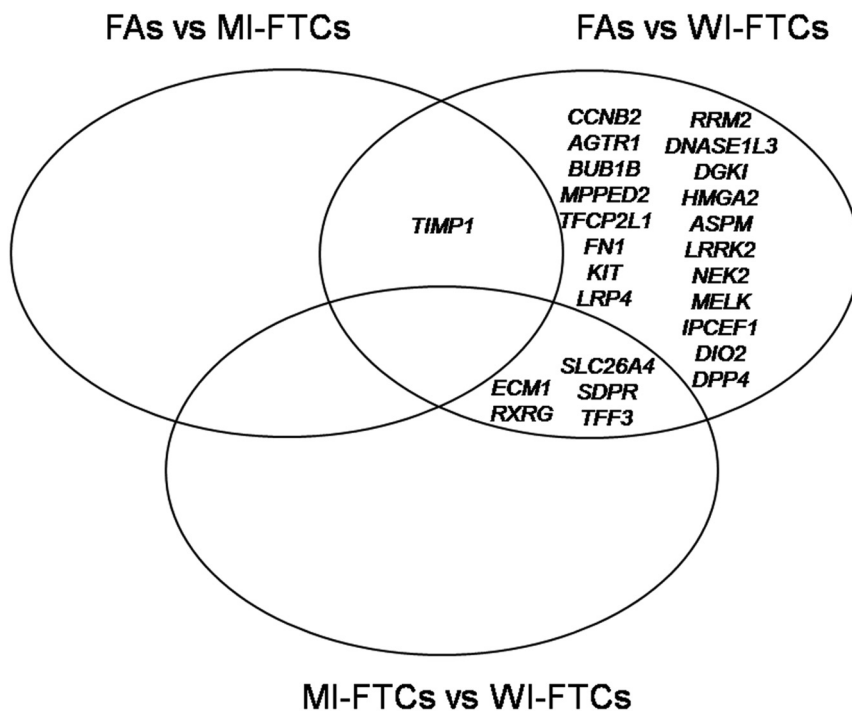 FAs vs MI-FTCs
FAs vs WI-FTCs
TIMP1
CCNB2
AGTR1
BUB1B
MPPED2
TFCP2L1
FN1
KIT
LRP4
RRM2
DNASE1L3
DGKI
HMGA2
ASPM
LRRK2
NEK2
MELK
IPCEF1
DIO2
DPP4
ECM1
RXRG
SLC26A4
SDPR
TFF3
MI-FTCs vs WI-FTCs